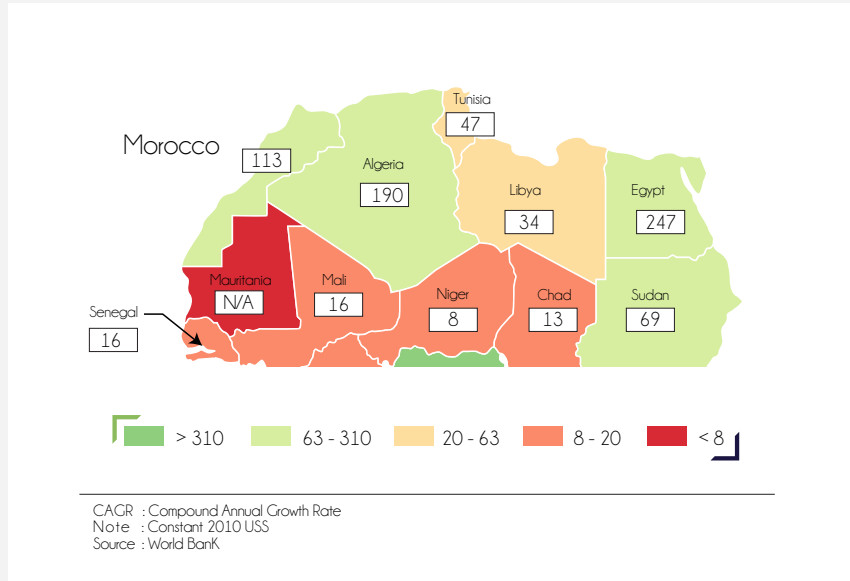 Tunisia
47
Morocco
113
Algeria
190
Libya
34
Egypt
247
Mauritania
N/A
Mali
16
Niger
8
Chad
13
Sudan
69
Senegal
16
> 310
63 - 310
20 - 63
8 - 20
< 8
CAGR : Compound Annual Growth Rate
Note : Constant 2010 USS
Source : World BanK